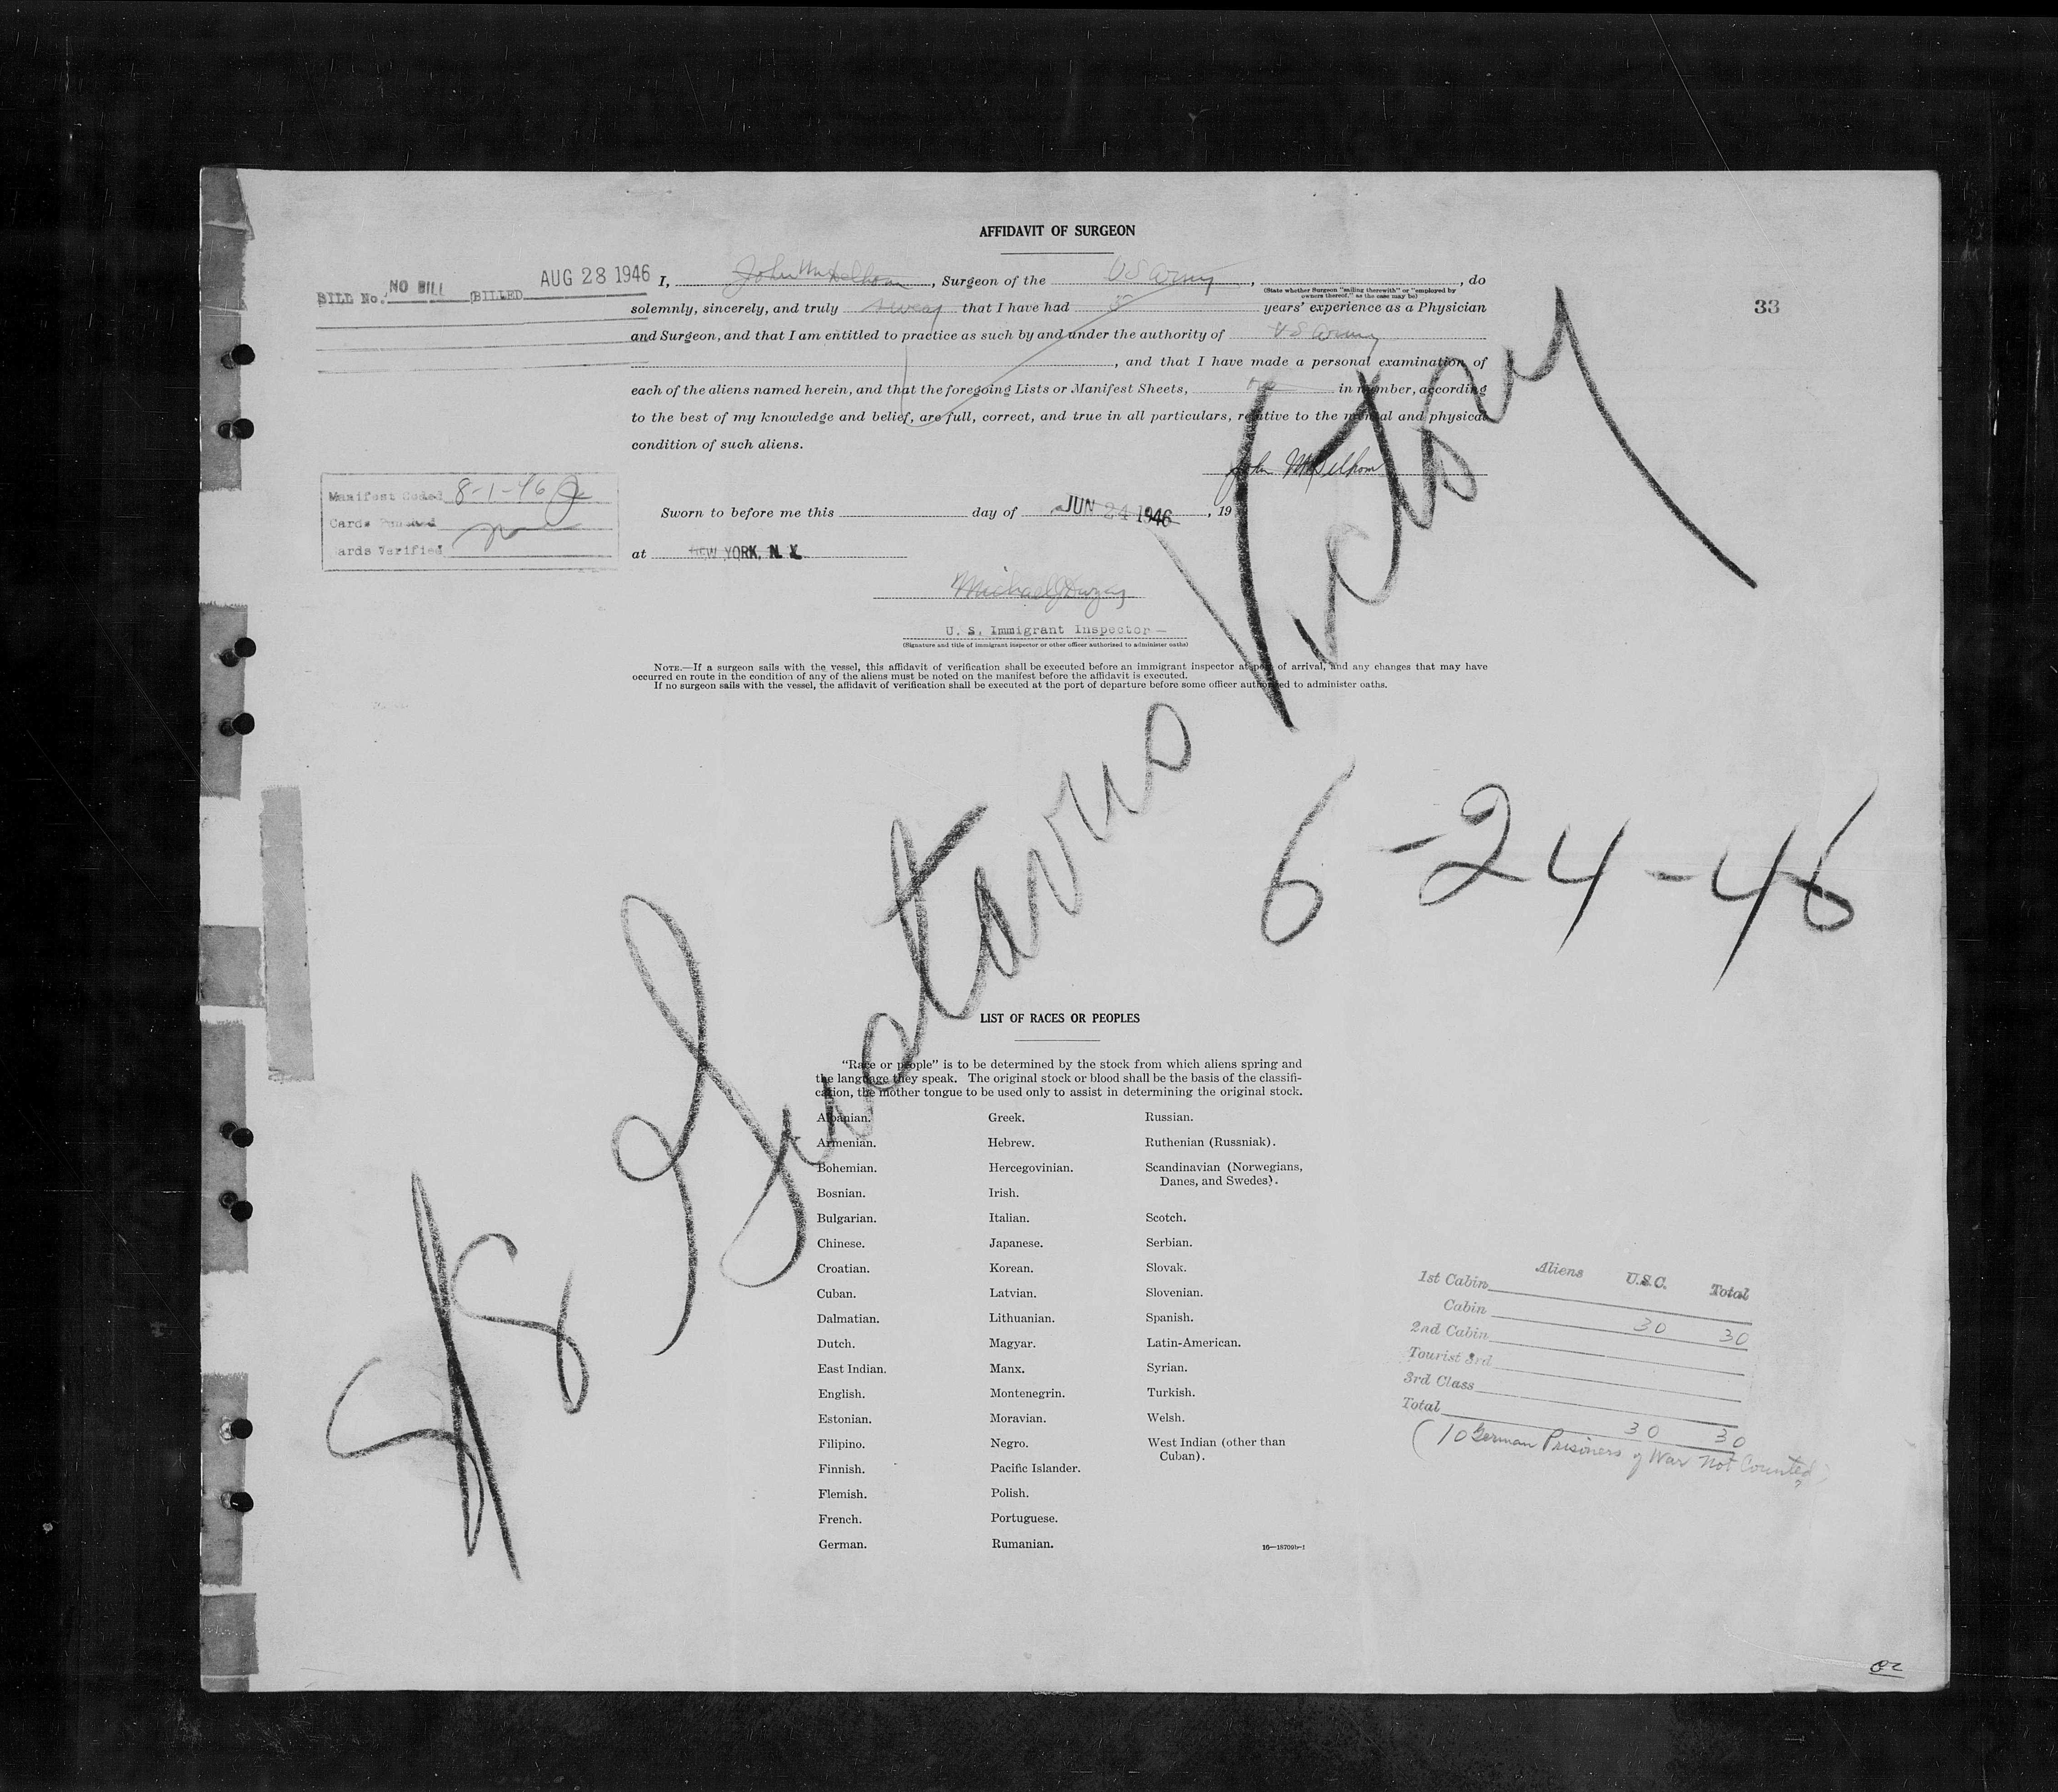 AFFIDAVIT OF SURGEON
BILL No. NO BILL BILLED AUG 28 1946
I, John , Surgeon of the US Army , , do
(State whether Surgeon "sailing therewith" or "employed by owners thereof," as the case may be)
solemnly, sincerely, and truly swear that I have had years' experience as a Physician
33
and Surgeon, and that I am entitled to practice as such by and under the authority of US Army
, and that I have made a personal examination of
each of the aliens named herein, and that the foregoing Lists or Manifest Sheets, in number, according
to the best of my knowledge and belief, are full, correct, and true in all particulars, relative to the mental and physical
condition of such aliens.
John
Manifest Coded 8-1-46
Cards Punched
Cards Verified
Sworn to before me this day of JUN 24 1946 , 19
at NEW YORK, N. Y.
Michael
U. S. Immigrant Inspector
(Signature and title of immigrant inspector or other officer authorized to administer oaths)
NOTE.—If a surgeon sails with the vessel, this affidavit of verification shall be executed before an immigrant inspector at port of arrival, and any changes that may have
occurred en route in the condition of any of the aliens must be noted on the manifest before the affidavit is executed.
If no surgeon sails with the vessel, the affidavit of verification shall be executed at the port of departure before some officer authorized to administer oaths.
S/S Gustavus Victory
6-24-46
LIST OF RACES OR PEOPLES
"Race or people" is to be determined by the stock from which aliens spring and
the language they speak. The original stock or blood shall be the basis of the classifi-
cation, the mother tongue to be used only to assist in determining the original stock.
Albanian.
Armenian.
Bohemian.
Bosnian.
Bulgarian.
Chinese.
Croatian.
Cuban.
Dalmatian.
Dutch.
East Indian.
English.
Estonian.
Filipino.
Finnish.
Flemish.
French.
German.
Greek.
Hebrew.
Hercegovinian.
Irish.
Italian.
Japanese.
Korean.
Latvian.
Lithuanian.
Magyar.
Manx.
Montenegrin.
Moravian.
Negro.
Pacific Islander.
Polish.
Portuguese.
Rumanian.
Russian.
Ruthenian (Russniak).
Scandinavian (Norwegians,
Danes, and Swedes).
Scotch.
Serbian.
Slovak.
Slovenian.
Spanish.
Latin-American.
Syrian.
Turkish.
Welsh.
West Indian (other than
Cuban).
16—18709b-1
Aliens U.S.C. Total
1st Cabin
Cabin 30 30
2nd Cabin
Tourist 3rd
3rd Class
Total 30 30
(10 German Prisoners of War Not Counted)